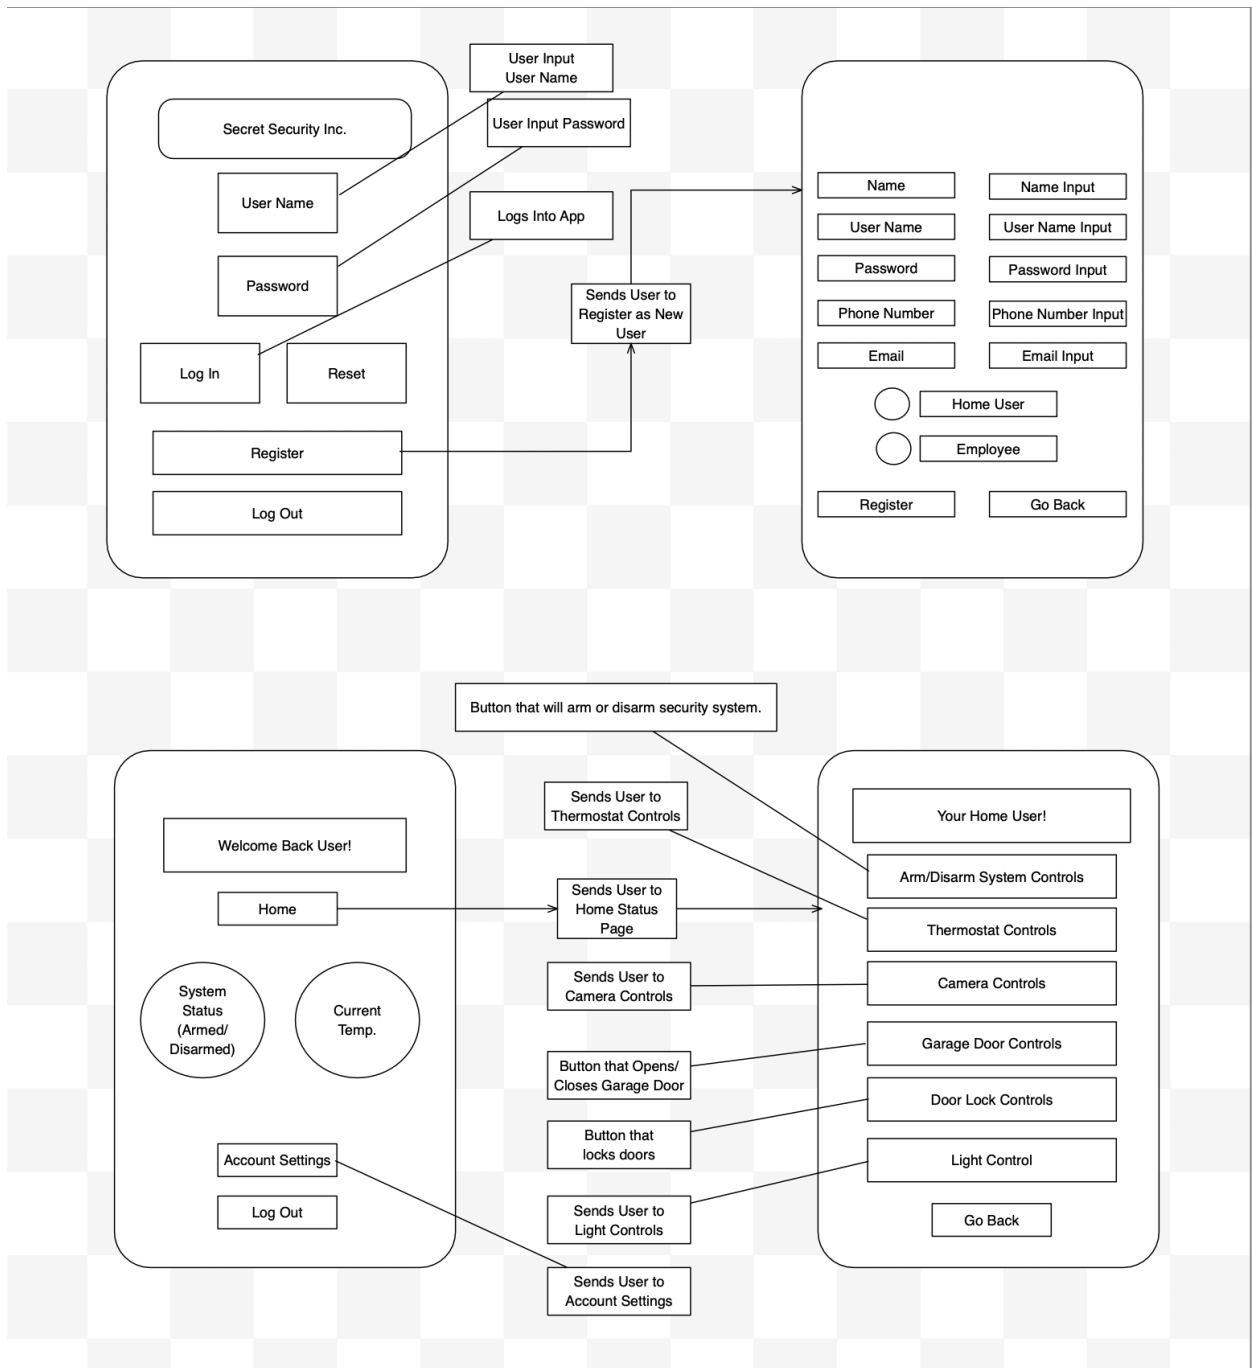 User Input
User Name
Secret Security Inc.
User Input Password
User Name
Logs Into App
Password
Log In
Reset
Register
Log Out
Sends User to
Register as New
User
Name
Name Input
User Name
User Name Input
Password
Password Input
Phone Number
Phone Number Input
Email
Email Input
Home User
Employee
Register
Go Back
Button that will arm or disarm security system.
Welcome Back User!
Home
System
Status
(Armed/
Disarmed)
Current
Temp.
Account Settings
Log Out
Sends User to
Thermostat Controls
Sends User to
Home Status
Page
Sends User to
Camera Controls
Button that Opens/
Closes Garage Door
Button that
locks doors
Sends User to
Light Controls
Sends User to
Account Settings
Your Home User!
Arm/Disarm System Controls
Thermostat Controls
Camera Controls
Garage Door Controls
Door Lock Controls
Light Control
Go Back